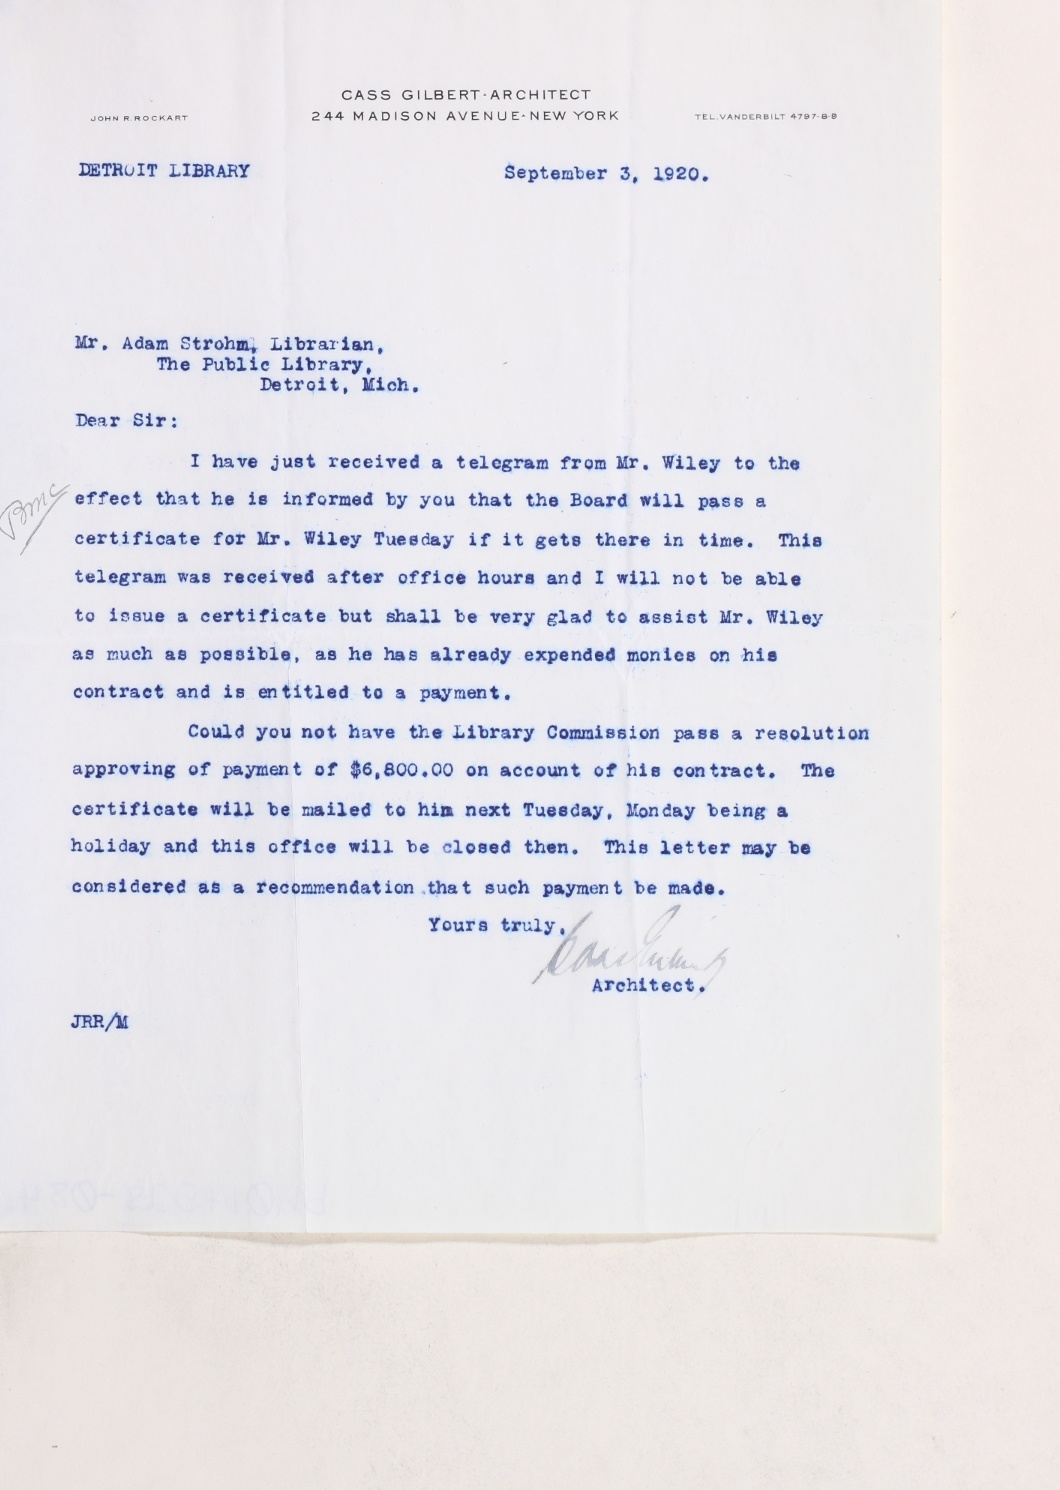 CASS GILBERT-ARCHITECT
JOHN R. ROCKART 244 MADISON AVENUE-NEW YORK TEL. VANDERBILT 4797-8-9
DETROIT LIBRARY September 3, 1920.
Mr. Adam Strohm, Librarian,
The Public Library,
Detroit, Mich.
Dear Sir:
I have just received a telegram from Mr. Wiley to the
effect that he is informed by you that the Board will pass a
certificate for Mr. Wiley Tuesday if it gets there in time. This
telegram was received after office hours and I will not be able
to issue a certificate but shall be very glad to assist Mr. Wiley
as much as possible, as he has already expended monies on his
contract and is entitled to a payment.
Could you not have the Library Commission pass a resolution
approving of payment of $6,800.00 on account of his contract. The
certificate will be mailed to him next Tuesday, Monday being a
holiday and this office will be closed then. This letter may be
considered as a recommendation that such payment be made.
Yours truly,
Cass Gilbert
Architect.
JRR/M